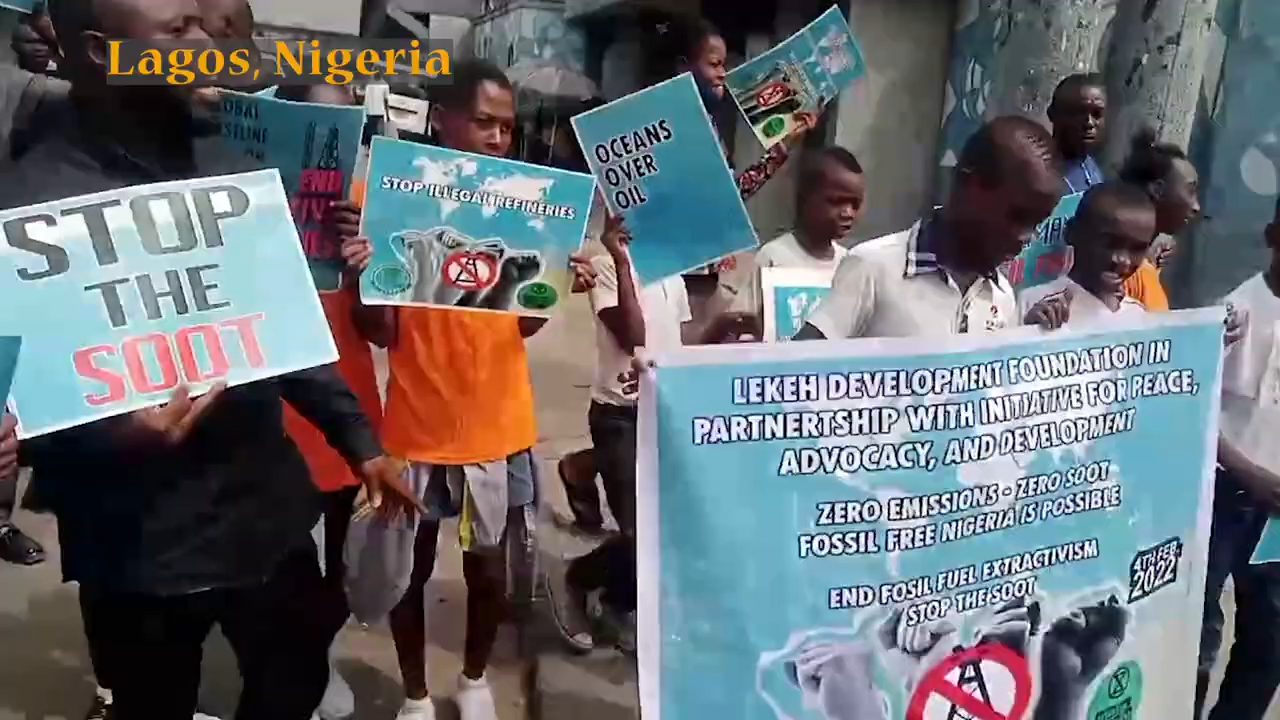 Lagos, Nigeria
STOP
THE
SOOT
END
STOP ILLEGAL REFINERIES
OCEANS
OVER
OIL
LEKEH DEVELOPMENT FOUNDATION IN
PARTNERTSHIP WITH INITIATIVE FOR PEACE,
ADVOCACY, AND DEVELOPMENT
ZERO EMISSIONS - ZERO SOOT
FOSSIL FREE NIGERIA IS POSSIBLE
END FOSIL FUEL EXTRACTIVISM
STOP THE SOOT
4TH FEB
2022